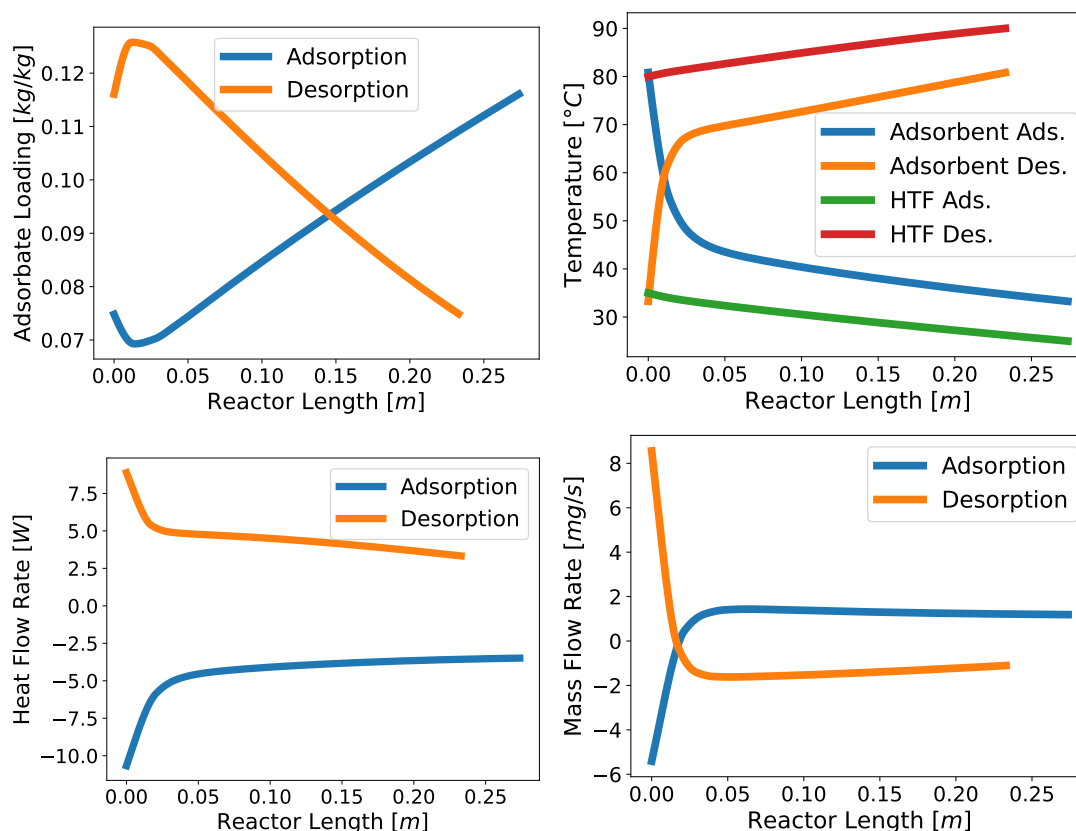 Adsorbate Loading [kg/kg]
0.12
0.11
0.10
0.09
0.08
0.07
Adsorption
Desorption
0.00 0.05 0.10 0.15 0.20 0.25
Reactor Length [m]
Temperature [°C]
90
80
70
60
50
40
30
Adsorbent Ads.
Adsorbent Des.
HTF Ads.
HTF Des.
0.00 0.05 0.10 0.15 0.20 0.25
Reactor Length [m]
Heat Flow Rate [W]
7.5
5.0
2.5
0.0
−2.5
−5.0
−7.5
−10.0
Adsorption
Desorption
0.00 0.05 0.10 0.15 0.20 0.25
Reactor Length [m]
Mass Flow Rate [mg/s]
8
6
4
2
0
−2
−4
−6
Adsorption
Desorption
0.00 0.05 0.10 0.15 0.20 0.25
Reactor Length [m]